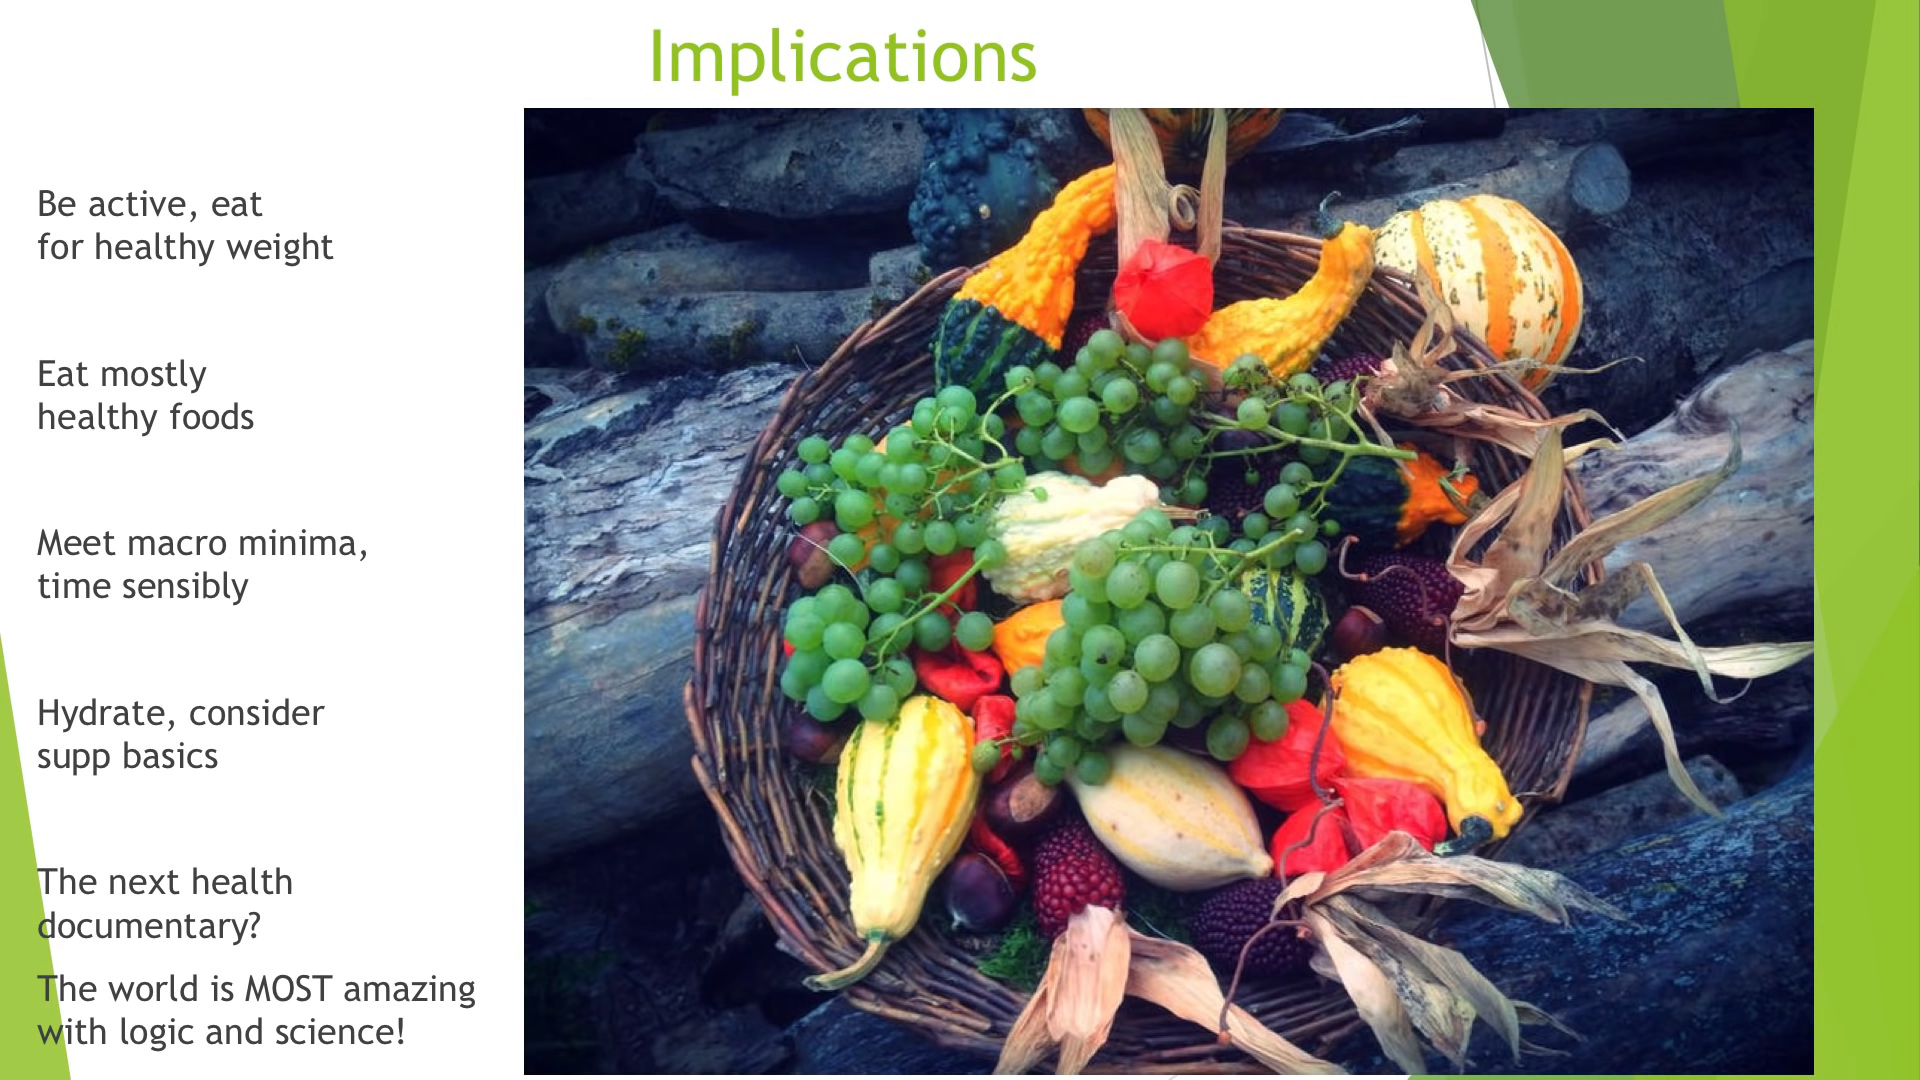 Implications
Be active, eat
for healthy weight
Eat mostly
healthy foods
Meet macro minima,
time sensibly
Hydrate, consider
supp basics
The next health
documentary?
The world is MOST amazing
with logic and science!